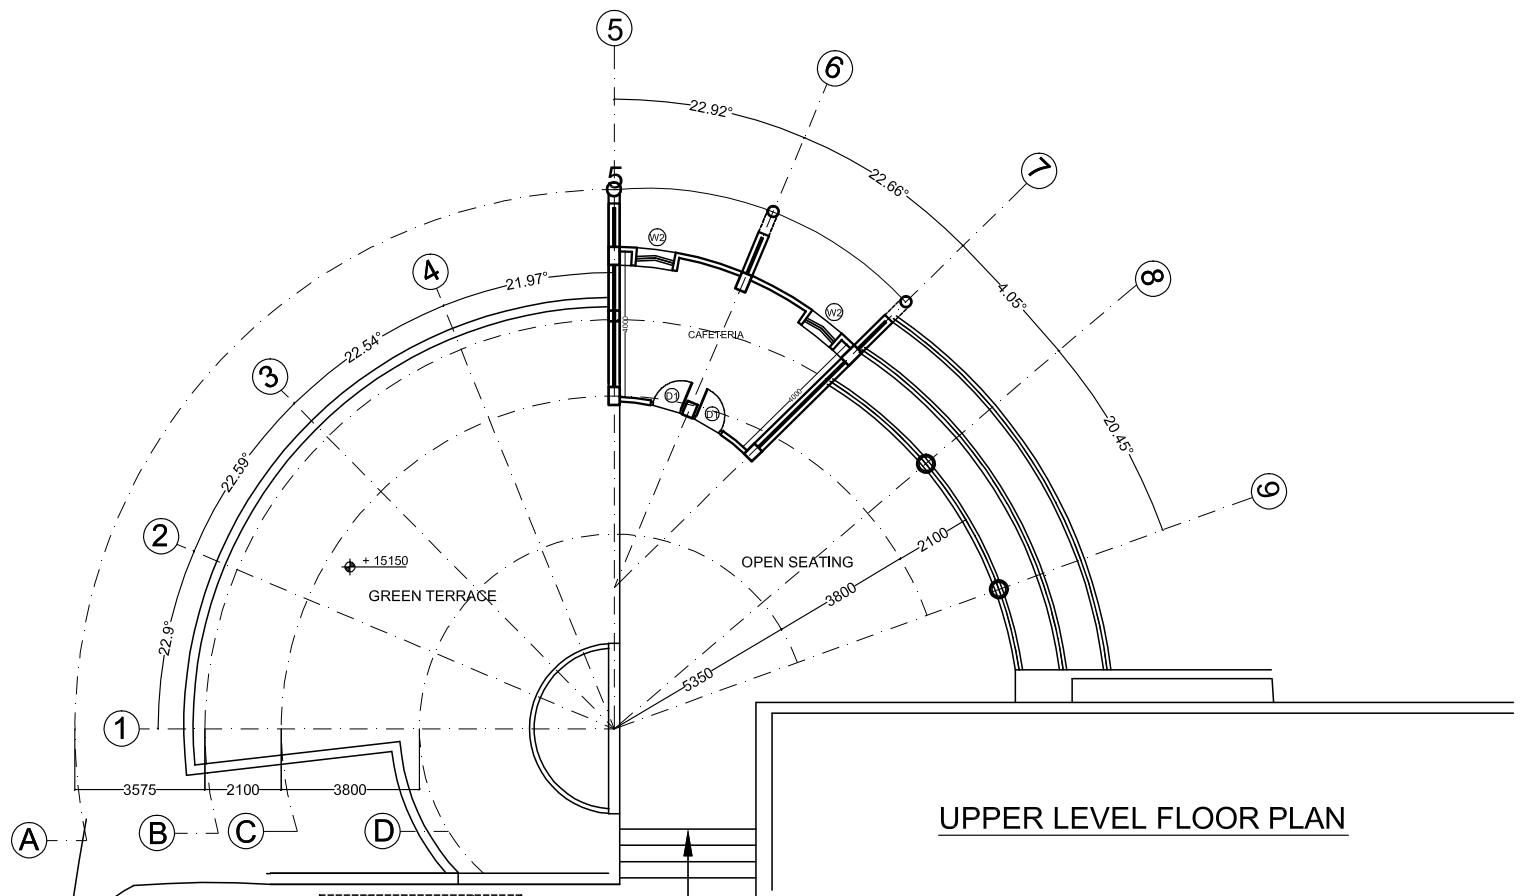 5
6
22.92°
7
22.66°
5
W2
4
8
21.97°
4.05°
W2
22.54°
4000
CAFETERIA
3
D1
D1
4000
20.45°
22.59°
9
2
2100
+ 15150
OPEN SEATING
GREEN TERRACE
3800
22.9°
5350
1
3575
2100
3800
UPPER LEVEL FLOOR PLAN
A
B
C
D